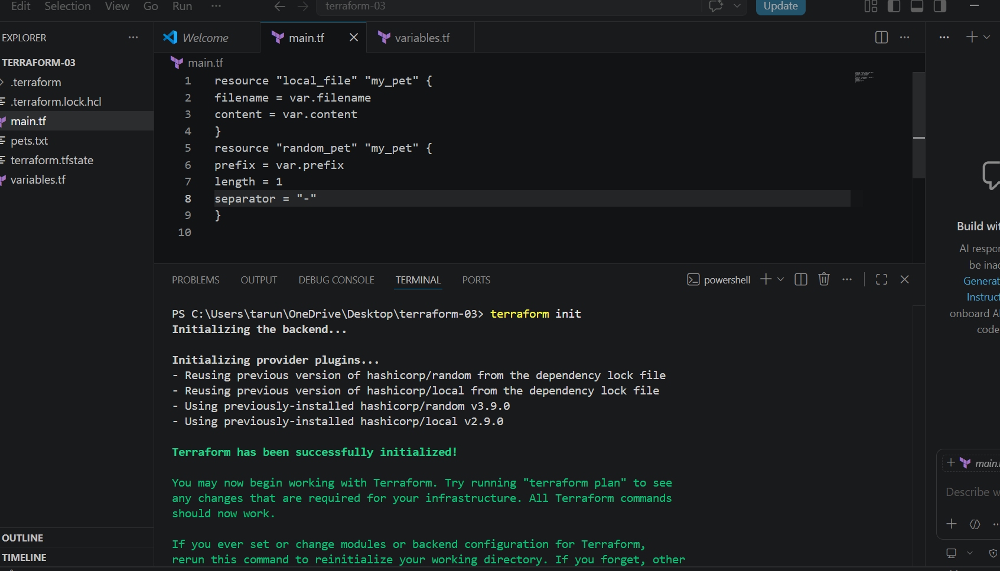 Edit Selection View Go Run ...
terraform-03
Update
EXPLORER ...
TERRAFORM-03
.terraform
.terraform.lock.hcl
main.tf
pets.txt
terraform.tfstate
variables.tf
OUTLINE
TIMELINE
Welcome
main.tf
variables.tf
main.tf
1 resource "local_file" "my_pet" {
2 filename = var.filename
3 content = var.content
4 }
5 resource "random_pet" "my_pet" {
6 prefix = var.prefix
7 length = 1
8 separator = "-"
9 }
10
PROBLEMS OUTPUT DEBUG CONSOLE TERMINAL PORTS
powershell
PS C:\Users\tarun\OneDrive\Desktop\terraform-03> terraform init
Initializing the backend...
Initializing provider plugins...
- Reusing previous version of hashicorp/random from the dependency lock file
- Reusing previous version of hashicorp/local from the dependency lock file
- Using previously-installed hashicorp/random v3.9.0
- Using previously-installed hashicorp/local v2.9.0
Terraform has been successfully initialized!
You may now begin working with Terraform. Try running "terraform plan" to see
any changes that are required for your infrastructure. All Terraform commands
should now work.
If you ever set or change modules or backend configuration for Terraform,
rerun this command to reinitialize your working directory. If you forget, other
Build wit
AI respon
be inac
Generat
Instruct
onboard A
code
main.t
Describe w